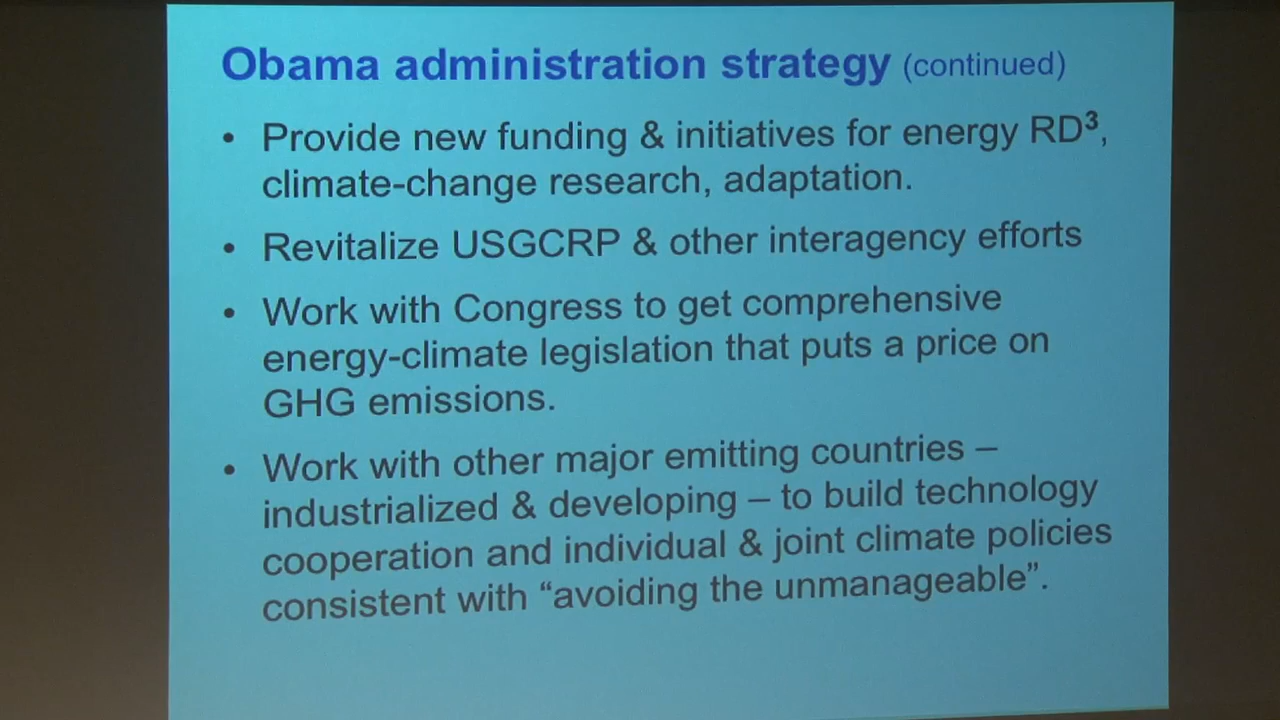 Obama administration strategy (continued)
• Provide new funding & initiatives for energy RD³,
climate-change research, adaptation.
• Revitalize USGCRP & other interagency efforts
• Work with Congress to get comprehensive
energy-climate legislation that puts a price on
GHG emissions.
• Work with other major emitting countries –
industrialized & developing – to build technology
cooperation and individual & joint climate policies
consistent with “avoiding the unmanageable”.